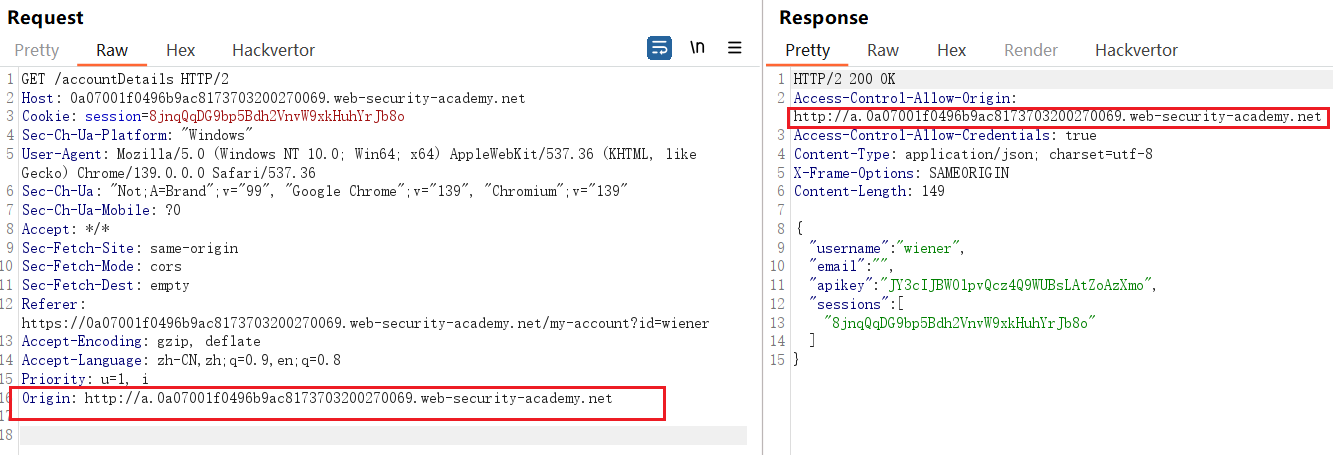 Request
Pretty Raw Hex Hackvertor
\n
1 GET /accountDetails HTTP/2
2 Host: 0a07001f0496b9ac8173703200270069.web-security-academy.net
3 Cookie: session=8jnqQqDG9bp5Bdh2VnvW9xkHuhYrJb8o
4 Sec-Ch-Ua-Platform: "Windows"
5 User-Agent: Mozilla/5.0 (Windows NT 10.0; Win64; x64) AppleWebKit/537.36 (KHTML, like
Gecko) Chrome/139.0.0.0 Safari/537.36
6 Sec-Ch-Ua: "Not;A=Brand";v="99", "Google Chrome";v="139", "Chromium";v="139"
7 Sec-Ch-Ua-Mobile: ?0
8 Accept: */*
9 Sec-Fetch-Site: same-origin
10 Sec-Fetch-Mode: cors
11 Sec-Fetch-Dest: empty
12 Referer:
https://0a07001f0496b9ac8173703200270069.web-security-academy.net/my-account?id=wiener
13 Accept-Encoding: gzip, deflate
14 Accept-Language: zh-CN,zh;q=0.9,en;q=0.8
15 Priority: u=1, i
16 Origin: http://a.0a07001f0496b9ac8173703200270069.web-security-academy.net
17
18
Response
Pretty Raw Hex Render Hackvertor
1 HTTP/2 200 OK
2 Access-Control-Allow-Origin:
http://a.0a07001f0496b9ac8173703200270069.web-security-academy.net
3 Access-Control-Allow-Credentials: true
4 Content-Type: application/json; charset=utf-8
5 X-Frame-Options: SAMEORIGIN
6 Content-Length: 149
7
8 {
9 "username":"wiener",
10 "email":"",
11 "apikey":"JY3cIJBWOlpvQcz4Q9WUBsLAtZoAzXmo",
12 "sessions":[
13 "8jnqQqDG9bp5Bdh2VnvW9xkHuhYrJb8o"
14 ]
15 }